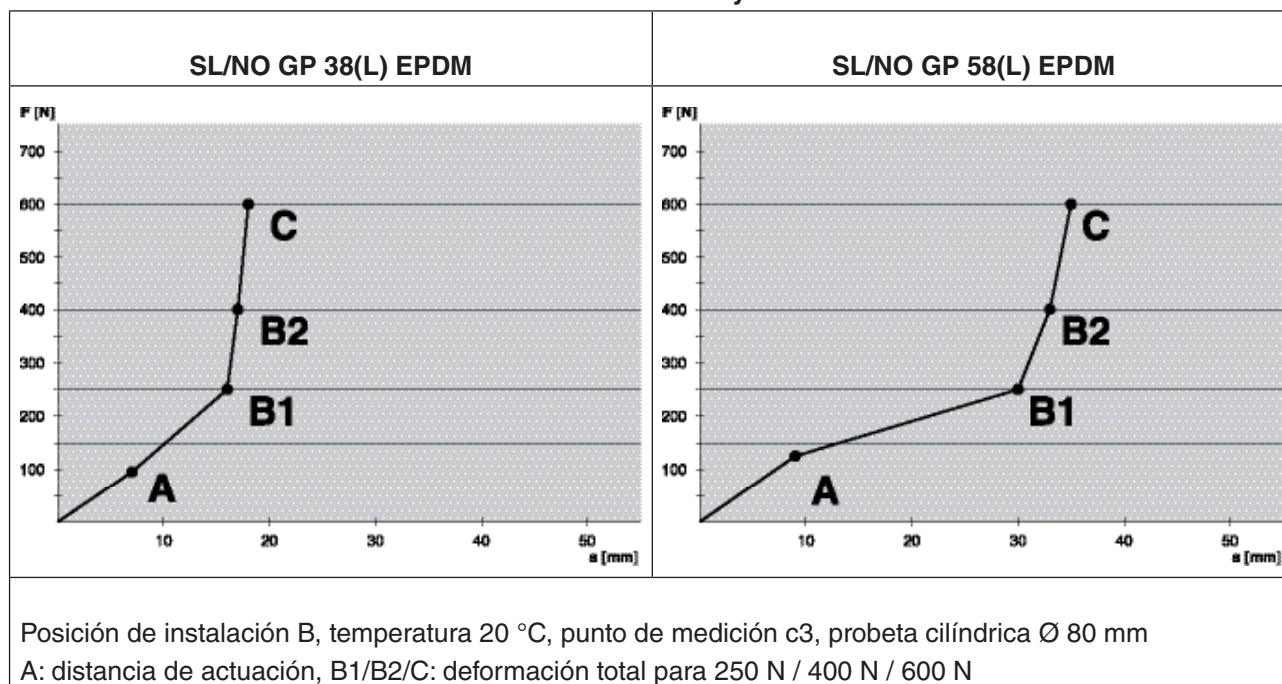 SL/NO GP 38(L) EPDM
SL/NO GP 58(L) EPDM
F [N]
700
600
500
400
300
200
100
C
B2
B1
A
10
20
30
40
50
s [mm]
F [N]
700
600
500
400
300
200
100
C
B2
B1
A
10
20
30
40
50
s [mm]
Posición de instalación B, temperatura 20 °C, punto de medición c3, probeta cilíndrica Ø 80 mm
A: distancia de actuación, B1/B2/C: deformación total para 250 N / 400 N / 600 N